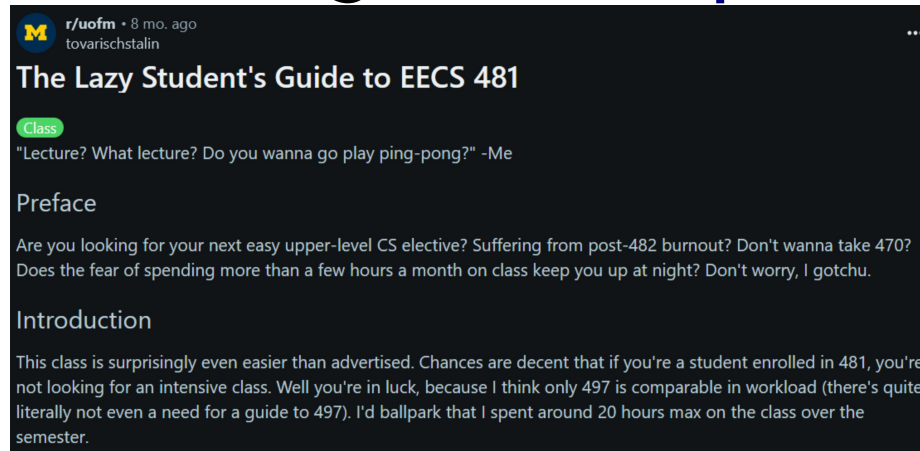 r/uofm • 8 mo. ago
tovarischstalin
The Lazy Student's Guide to EECS 481
Class
"Lecture? What lecture? Do you wanna go play ping-pong?" -Me
Preface
Are you looking for your next easy upper-level CS elective? Suffering from post-482 burnout? Don't wanna take 470?
Does the fear of spending more than a few hours a month on class keep you up at night? Don't worry, I gotchu.
Introduction
This class is surprisingly even easier than advertised. Chances are decent that if you're a student enrolled in 481, you're
not looking for an intensive class. Well you're in luck, because I think only 497 is comparable in workload (there's quite
literally not even a need for a guide to 497). I'd ballpark that I spent around 20 hours max on the class over the
semester.